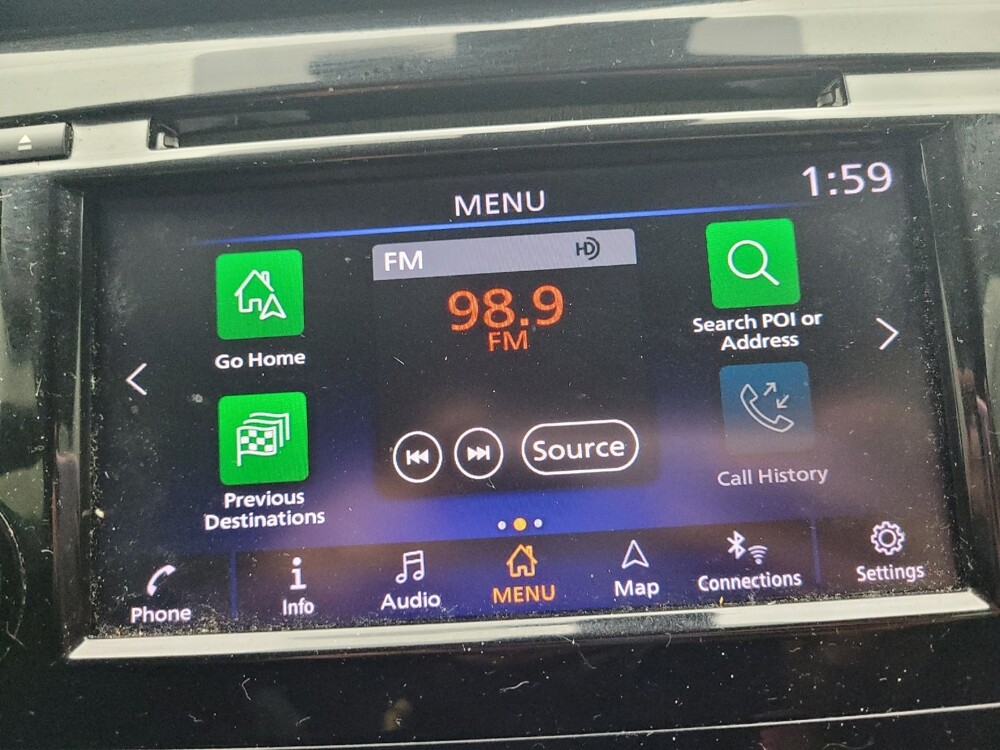 MENU
1:59
FM
HD
98.9
FM
Go Home
Search POI or
Address
Source
Previous
Destinations
Call History
Phone
Info
Audio
MENU
Map
Connections
Settings